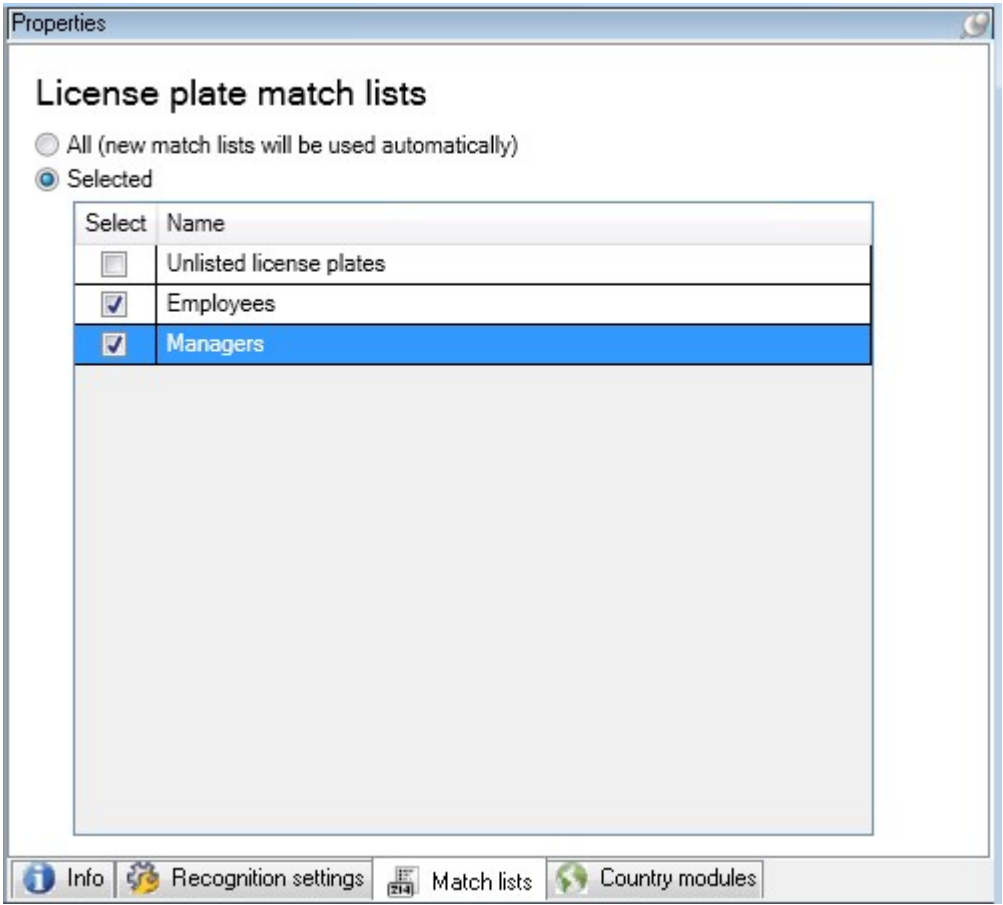 Properties
License plate match lists
All (new match lists will be used automatically)
Selected
Select Name
Unlisted license plates
Employees
Managers
Info Recognition settings 214 Match lists Country modules